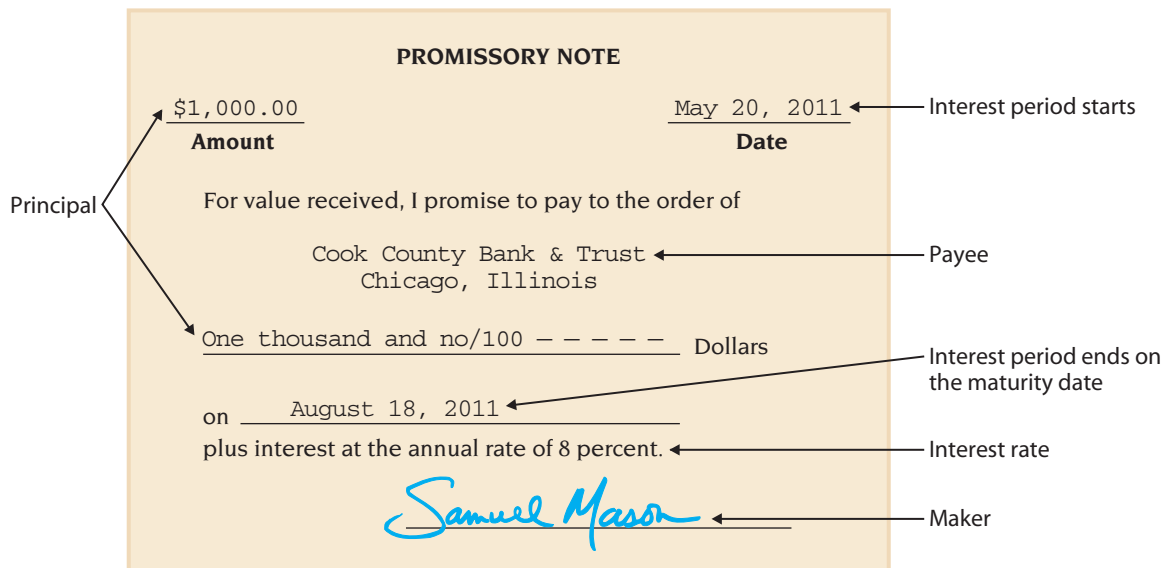 PROMISSORY NOTE
$1,000.00
May 20, 2011
Interest period starts
Amount
Date
Principal
For value received, I promise to pay to the order of
Cook County Bank & Trust
Payee
Chicago, Illinois
One thousand and no/100 – – – – –
Dollars
Interest period ends on
the maturity date
on August 18, 2011
plus interest at the annual rate of 8 percent.
Interest rate
Samuel Mason
Maker